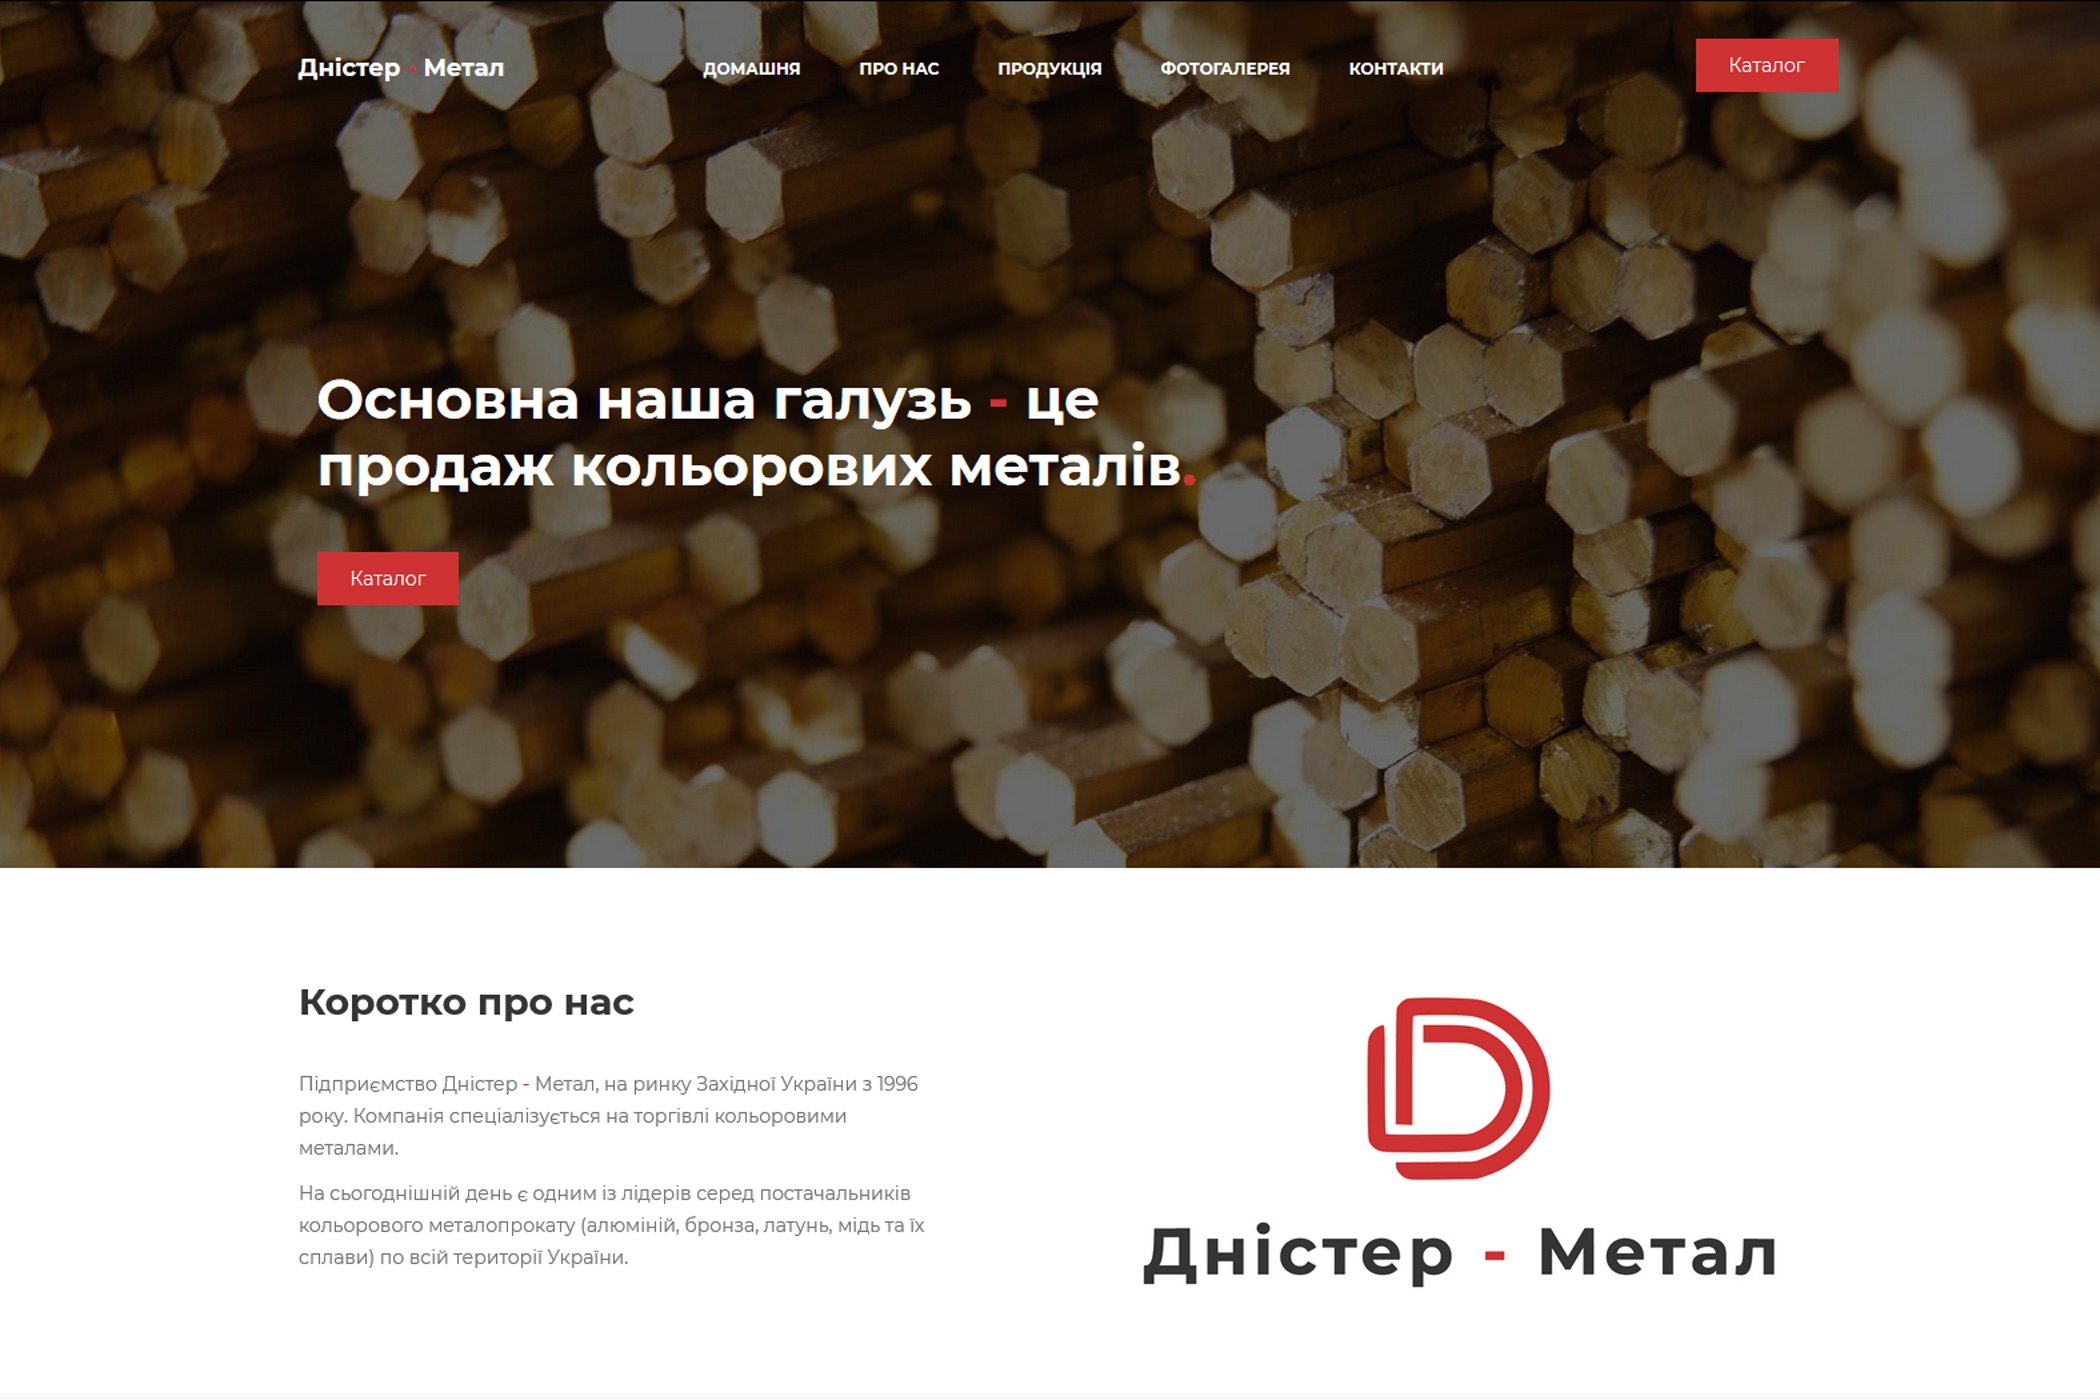 Дністер - Метал
ДОМАШНЯ
ПРО НАС
ПРОДУКЦІЯ
ФОТОГАЛЕРЕЯ
КОНТАКТИ
Каталог
Основна наша галузь - це
продаж кольорових металів.
Каталог
Коротко про нас
Підприємство Дністер - Метал, на ринку Західної України з 1996
року. Компанія спеціалізується на торгівлі кольоровими
металами.
На сьогоднішній день є одним із лідерів серед постачальників
кольорового металопрокату (алюміній, бронза, латунь, мідь та їх
сплави) по всій території України.
Дністер - Метал